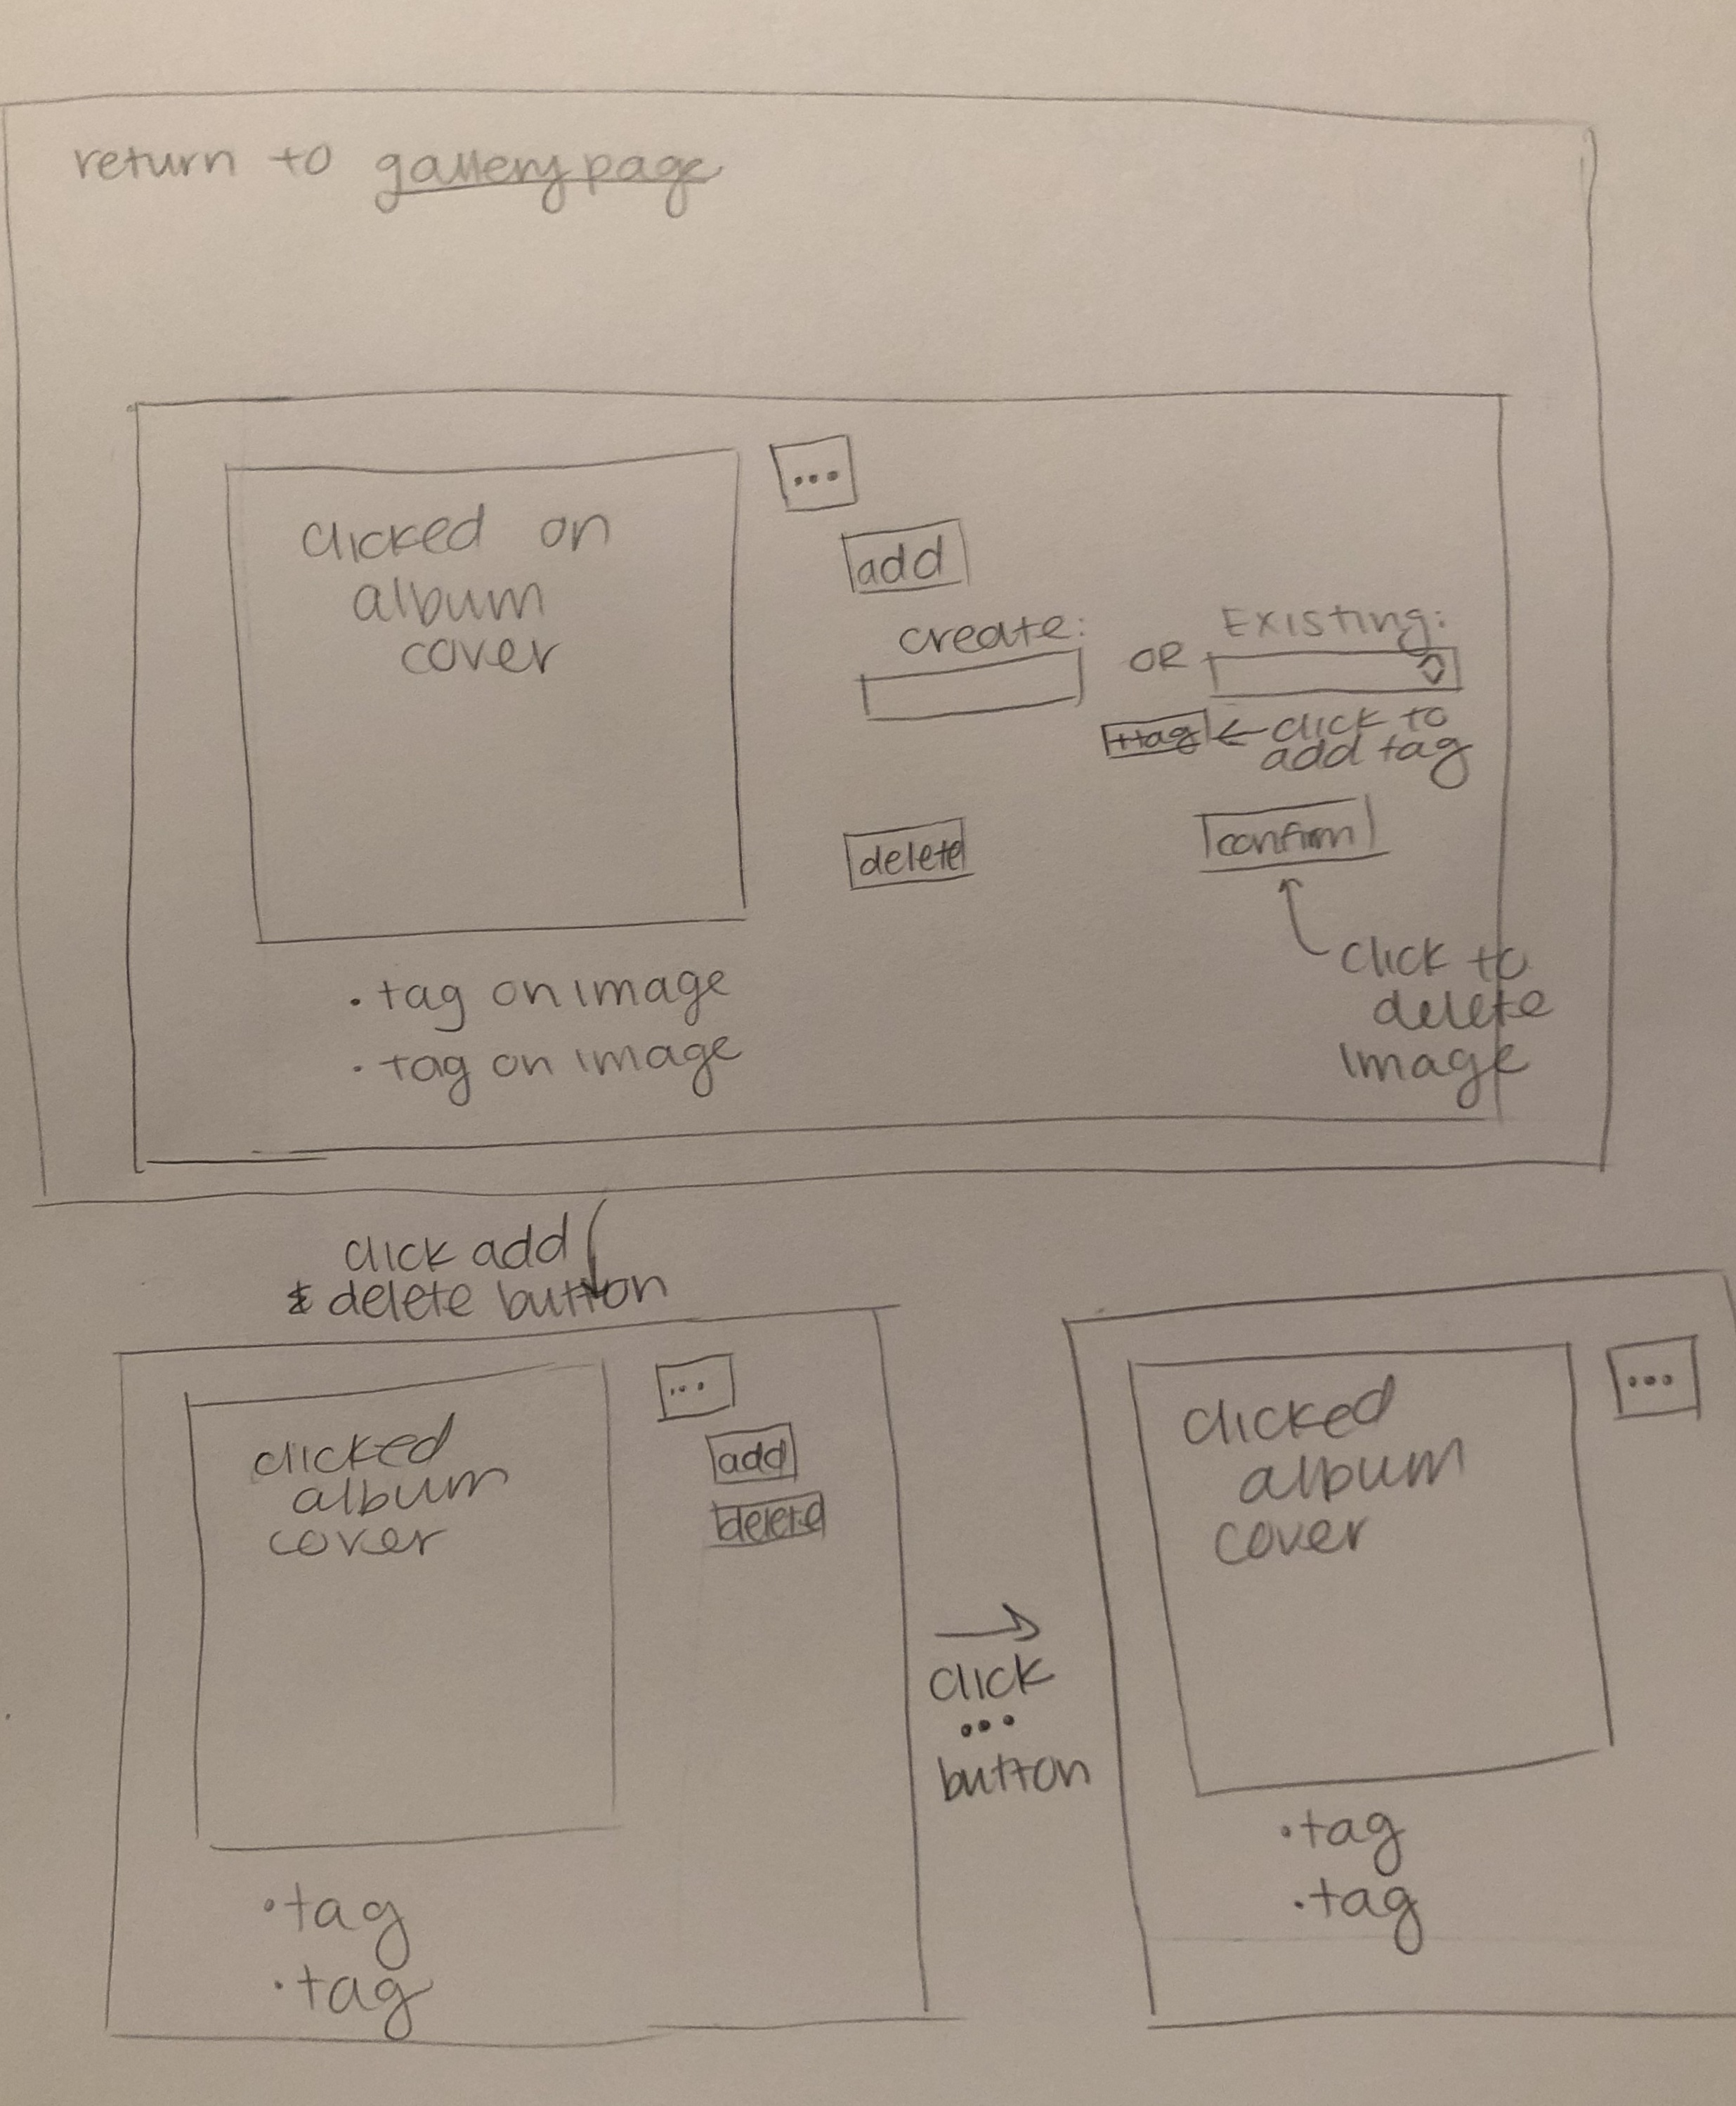 return to gallery page
...
clicked on
album
cover
add
create:
OR
Existing:
+tag ← click to
add tag
delete
confirm
click to
delete
image
• tag on image
• tag on image
click add
& delete button
clicked
album
cover
...
add
delete
• tag
• tag
→
click
...
button
clicked
album
cover
...
• tag
• tag